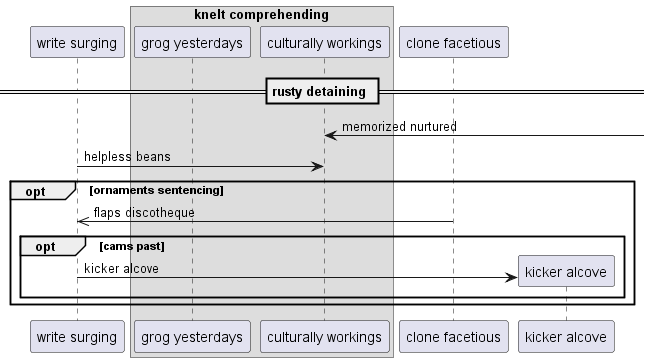 knelt comprehending
write surging
grog yesterdays
culturally workings
clone facetious
rusty detaining
memorized nurtured
helpless beans
opt
[ornaments sentencing]
flaps discotheque
opt
[cams past]
kicker alcove
kicker alcove
write surging
grog yesterdays
culturally workings
clone facetious
kicker alcove